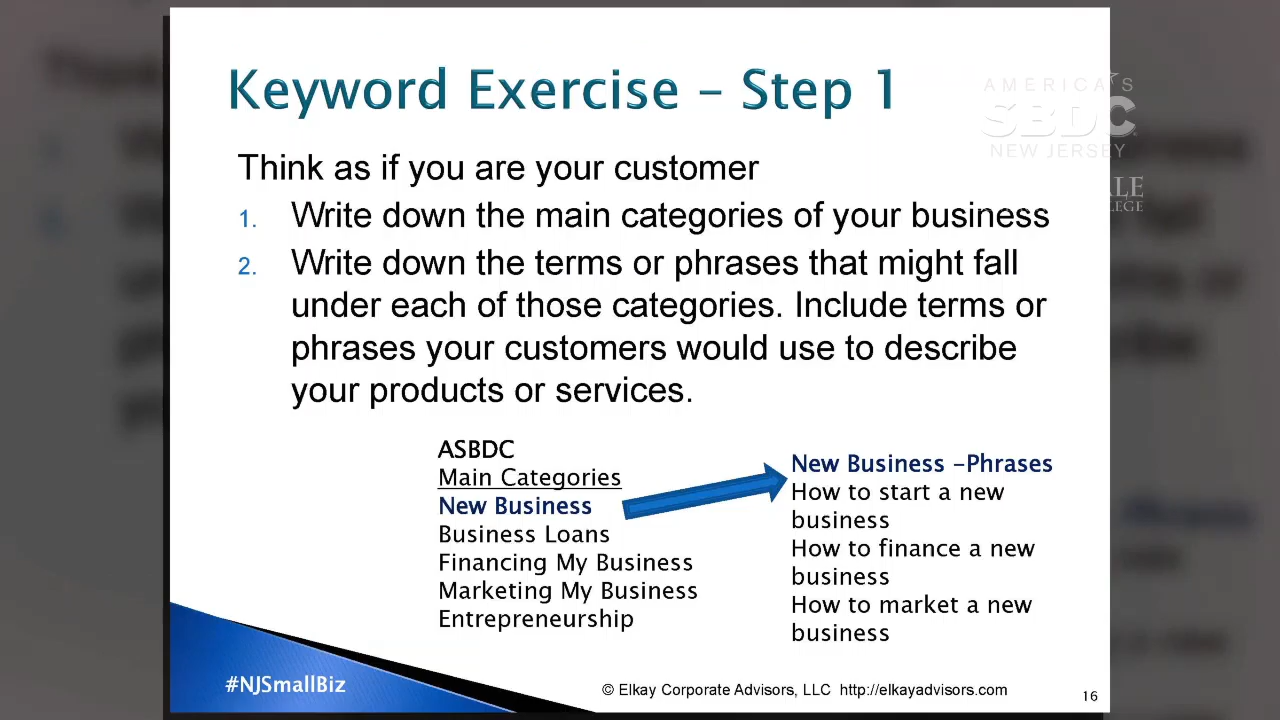 Keyword Exercise – Step 1
AMERICA'S
SBDC
NEW JERSEY
Think as if you are your customer
1. Write down the main categories of your business
2. Write down the terms or phrases that might fall
under each of those categories. Include terms or
phrases your customers would use to describe
your products or services.
ASBDC
Main Categories
New Business
Business Loans
Financing My Business
Marketing My Business
Entrepreneurship
New Business –Phrases
How to start a new
business
How to finance a new
business
How to market a new
business
#NJSmallBiz
© Elkay Corporate Advisors, LLC http://elkayadvisors.com
16